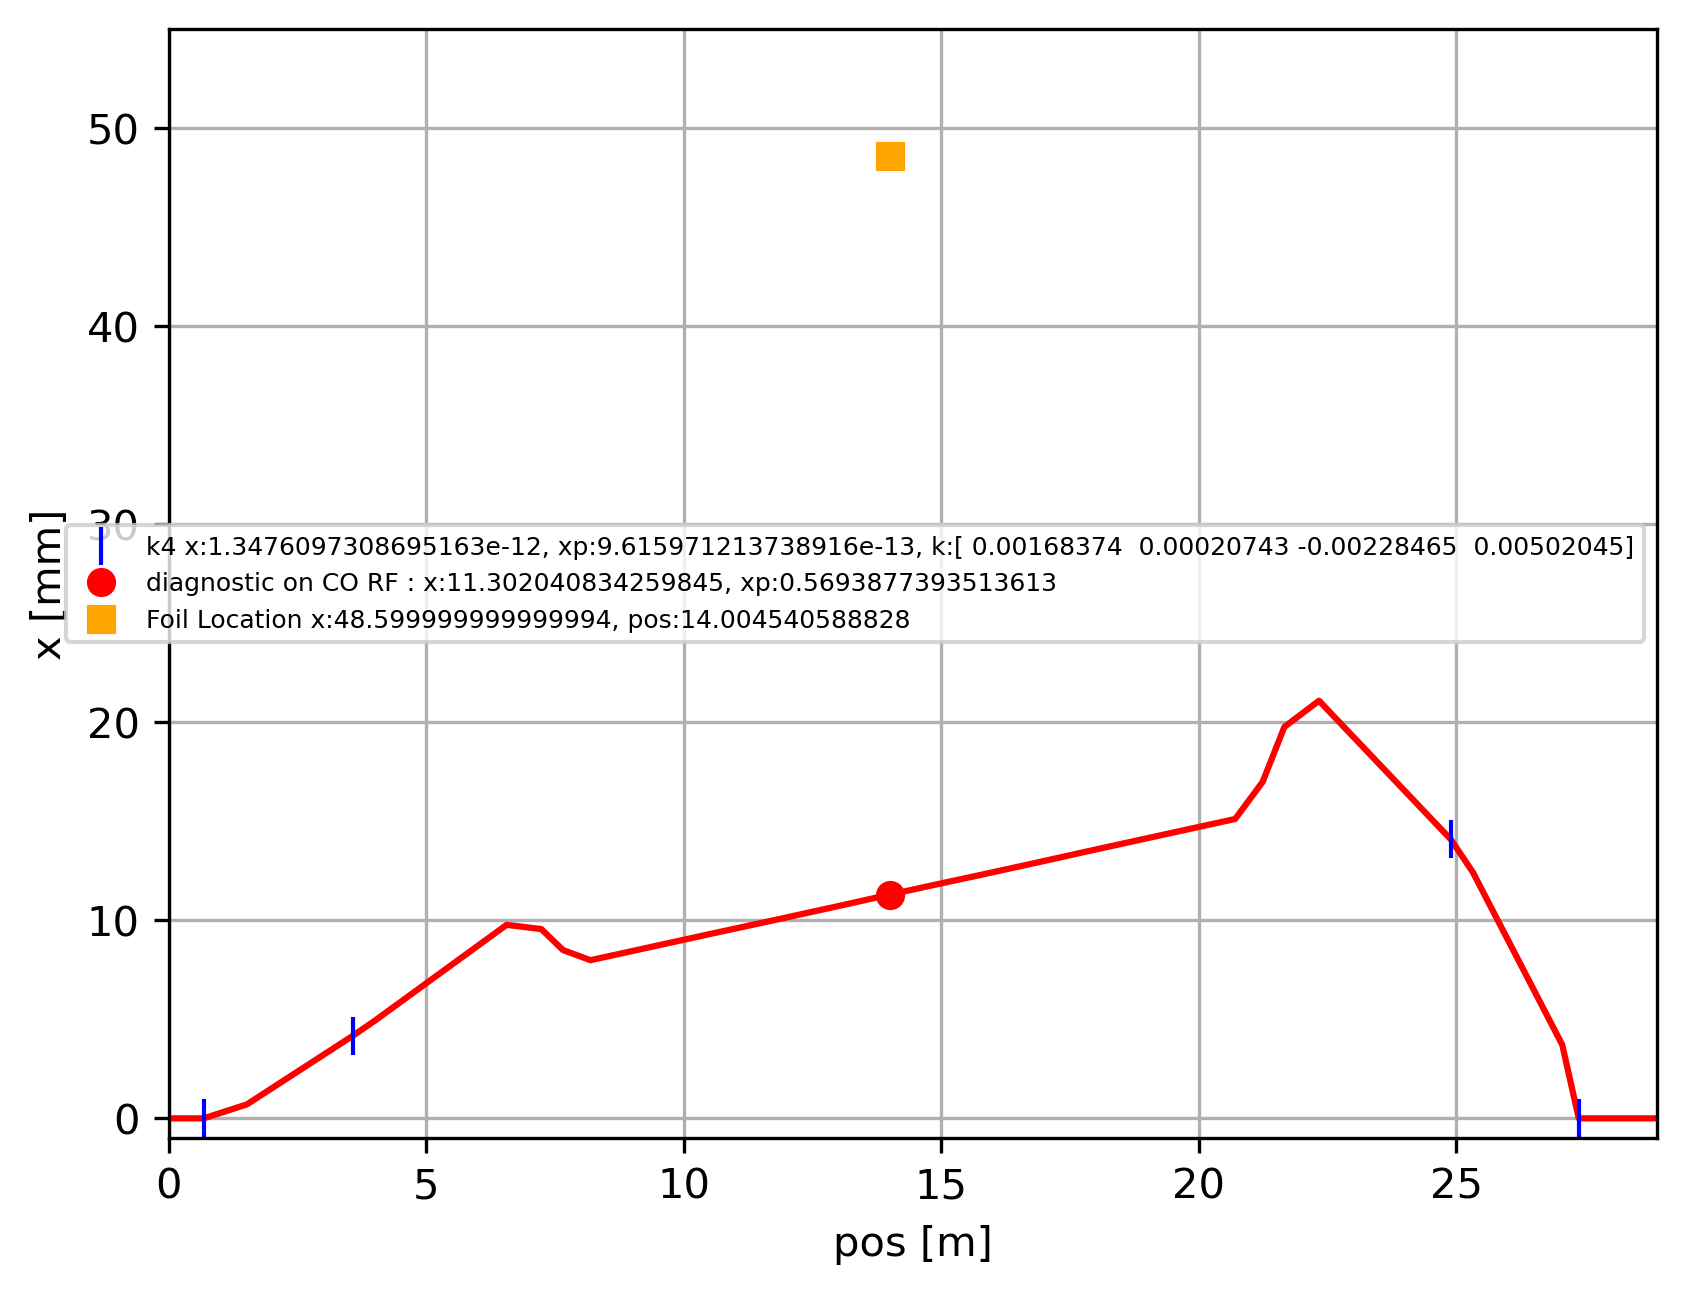 50
40
30
20
10
0
x [mm]
k4 x:1.3476097308695163e-12, xp:9.615971213738916e-13, k:[ 0.00168374  0.00020743 -0.00228465  0.00502045]
diagnostic on CO RF : x:11.302040834259845, xp:0.5693877393513613
Foil Location x:48.599999999999994, pos:14.004540588828
0 5 10 15 20 25
pos [m]